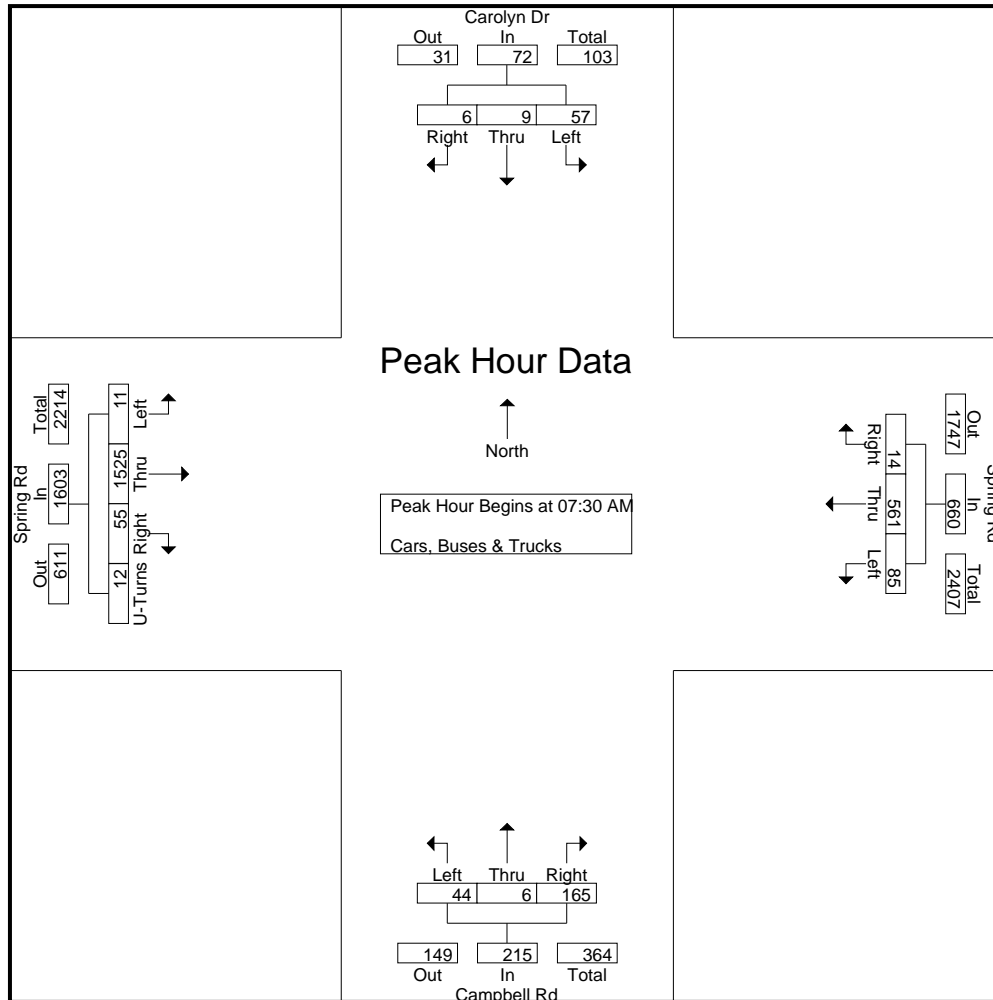 Carolyn Dr
Out In Total
31 72 103
6 9 57
Right Thru Left
Peak Hour Data
North
Peak Hour Begins at 07:30 AM
Cars, Buses & Trucks
Spring Rd
Out In Total
611 1603 2214
12 55 1525 11
U-Turns Right Thru Left
Spring Rd
Out In Total
1747 660 2407
14 561 85
Right Thru Left
Left Thru Right
44 6 165
149 215 364
Out In Total
Campbell Rd